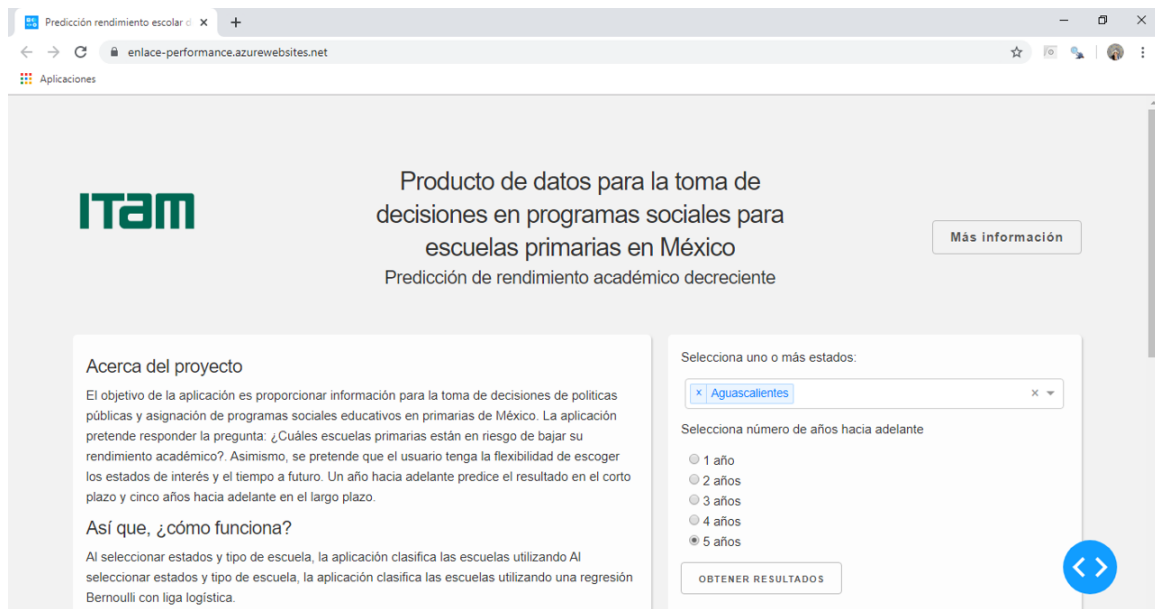 Predicción rendimiento escolar d
enlace-performance.azurewebsites.net
Aplicaciones
ITAM
Producto de datos para la toma de
decisiones en programas sociales para
escuelas primarias en México
Predicción de rendimiento académico decreciente
Más información
Acerca del proyecto
El objetivo de la aplicación es proporcionar información para la toma de decisiones de políticas
públicas y asignación de programas sociales educativos en primarias de México. La aplicación
pretende responder la pregunta: ¿Cuáles escuelas primarias están en riesgo de bajar su
rendimiento académico?. Asimismo, se pretende que el usuario tenga la flexibilidad de escoger
los estados de interés y el tiempo a futuro. Un año hacia adelante predice el resultado en el corto
plazo y cinco años hacia adelante en el largo plazo.
Así que, ¿cómo funciona?
Al seleccionar estados y tipo de escuela, la aplicación clasifica las escuelas utilizando Al
seleccionar estados y tipo de escuela, la aplicación clasifica las escuelas utilizando una regresión
Bernoulli con liga logística.
Selecciona uno o más estados:
× Aguascalientes
Selecciona número de años hacia adelante
1 año
2 años
3 años
4 años
5 años
OBTENER RESULTADOS